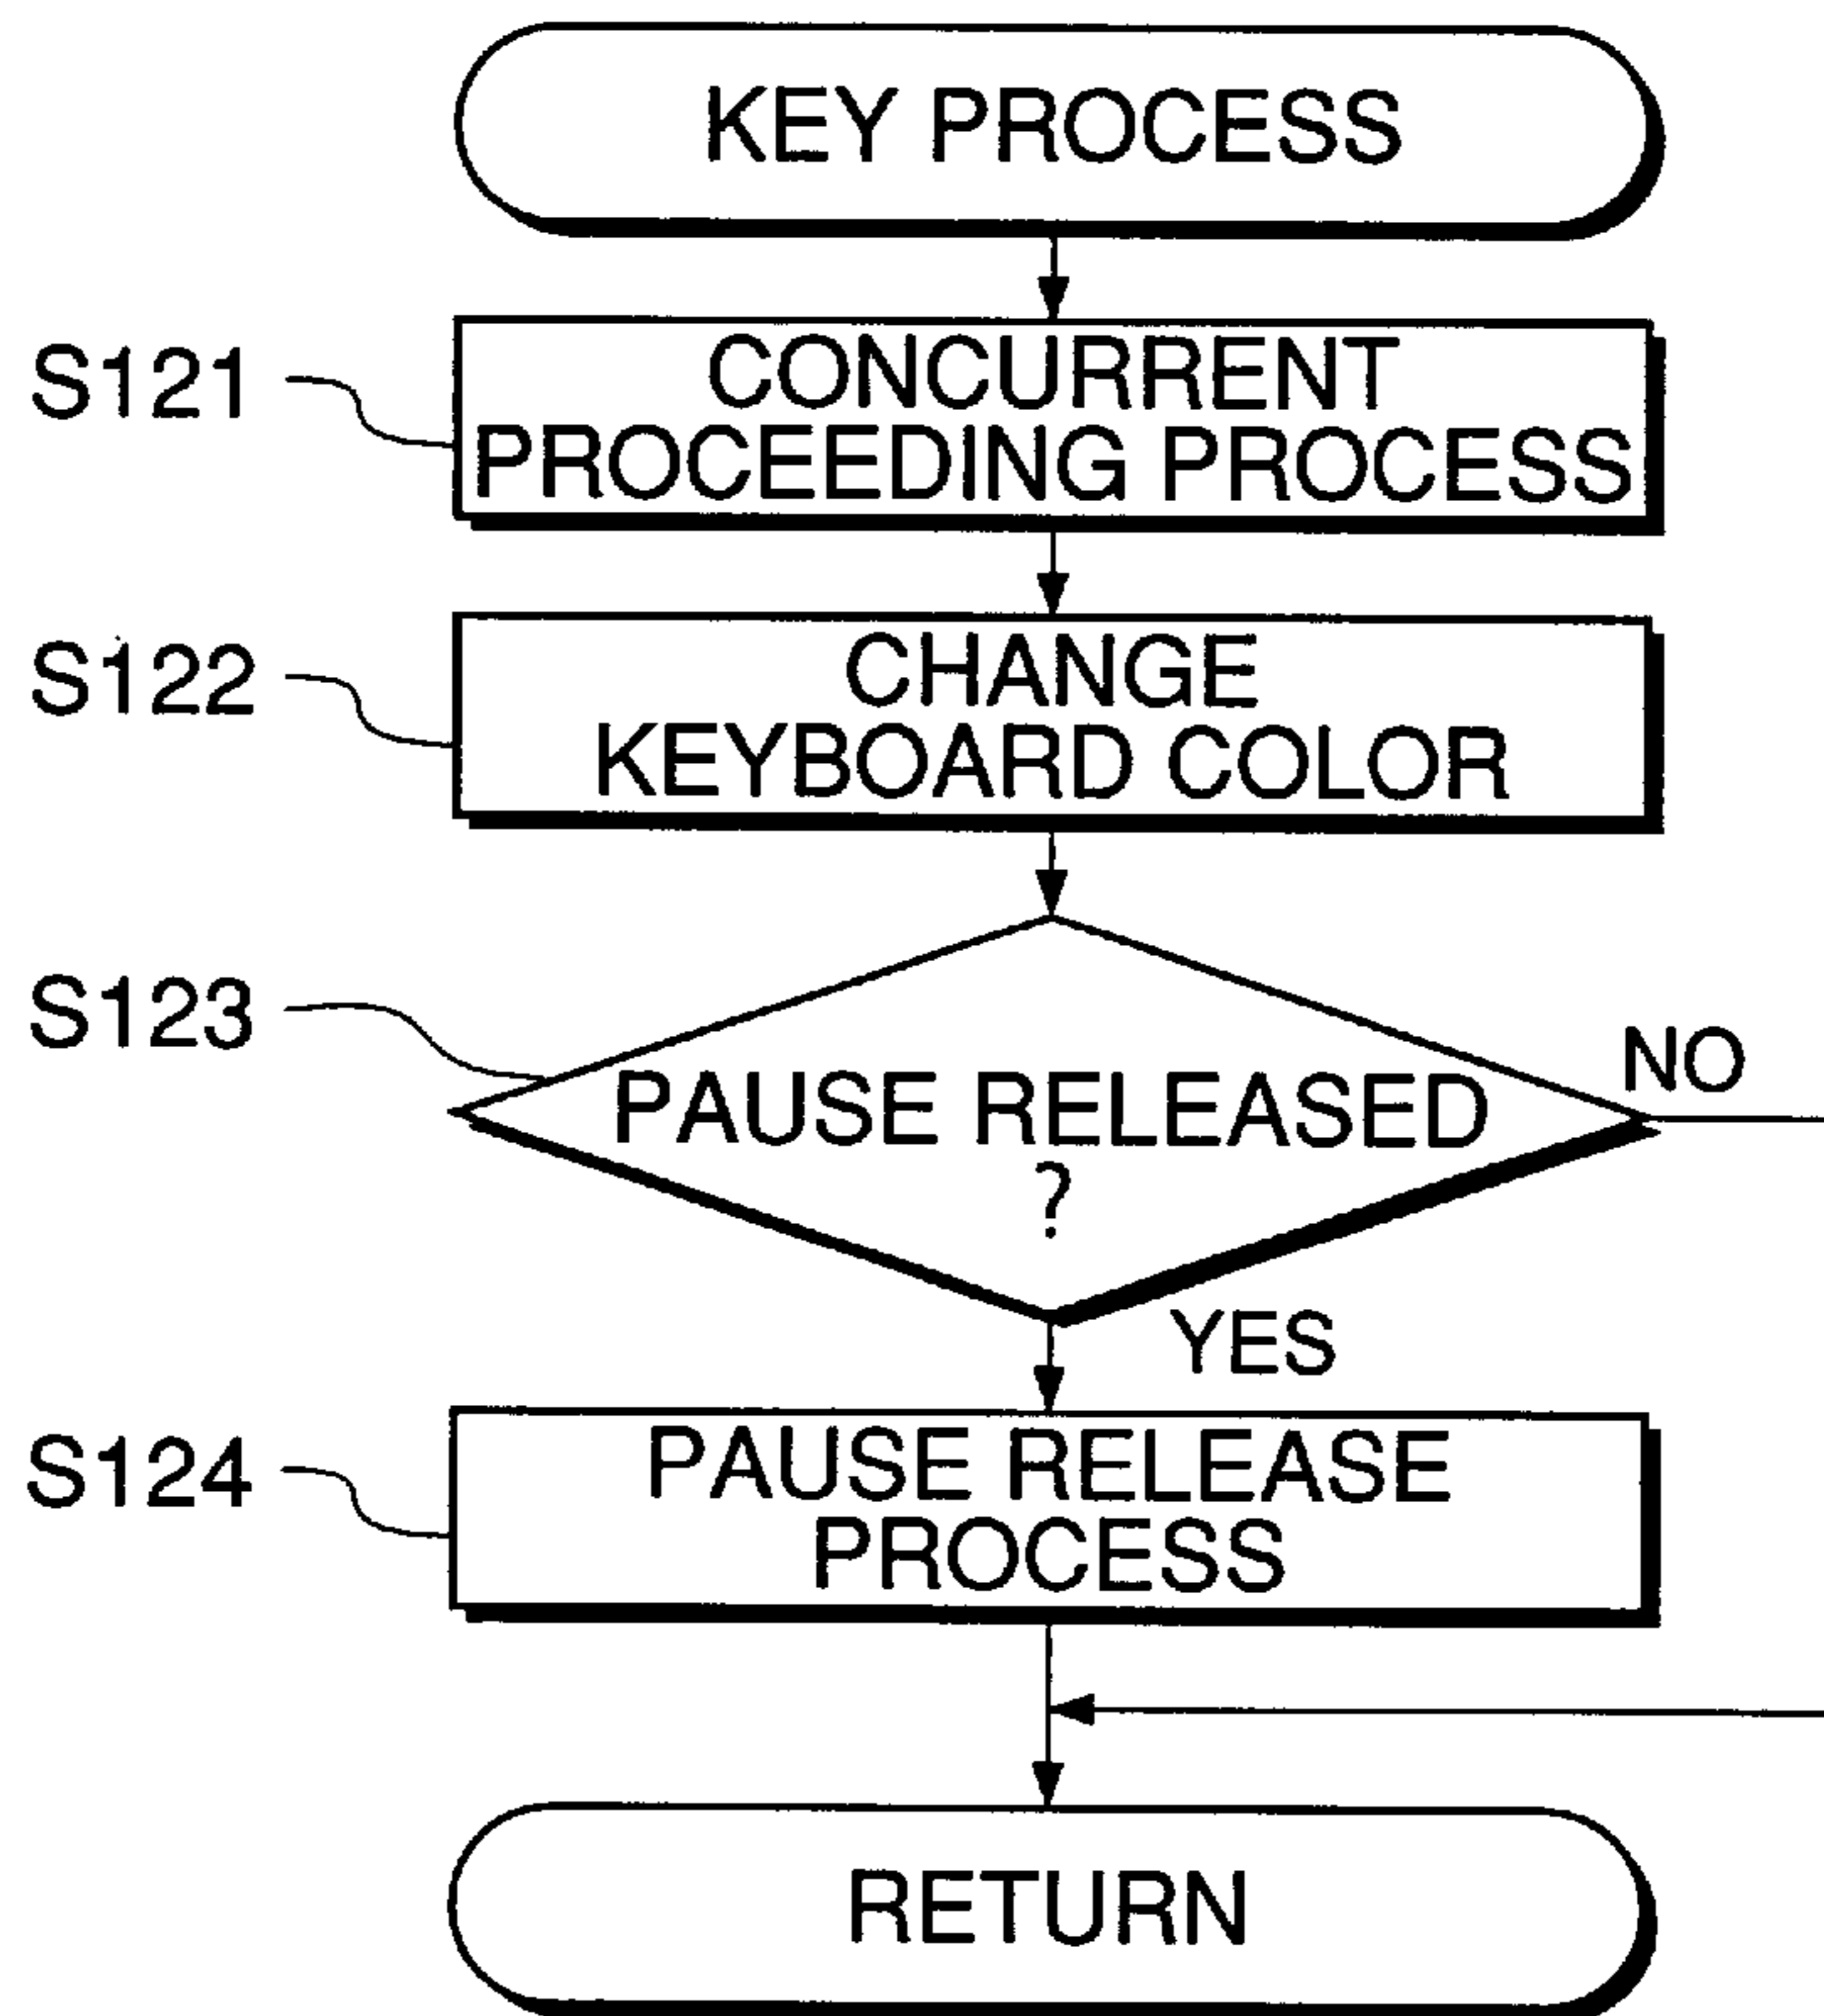 KEY PROCESS
S121
CONCURRENT
PROCEEDING PROCESS
S122
CHANGE
KEYBOARD COLOR
S123
PAUSE RELEASED
?
NO
YES
S124
PAUSE RELEASE
PROCESS
RETURN